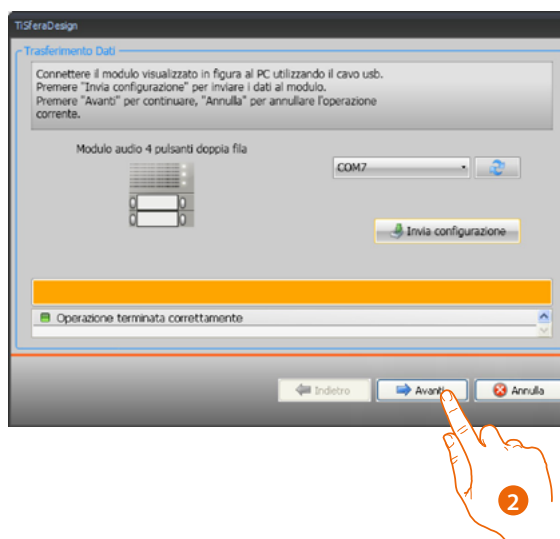 TiSferaDesign
Trasferimento Dati
Connettere il modulo visualizzato in figura al PC utilizzando il cavo usb.
Premere "Invia configurazione" per inviare i dati al modulo.
Premere "Avanti" per continuare, "Annulla" per annullare l'operazione
corrente.
Modulo audio 4 pulsanti doppia fila
COM7
Invia configurazione
Operazione terminata correttamente
Indietro
Avanti
Annulla
2